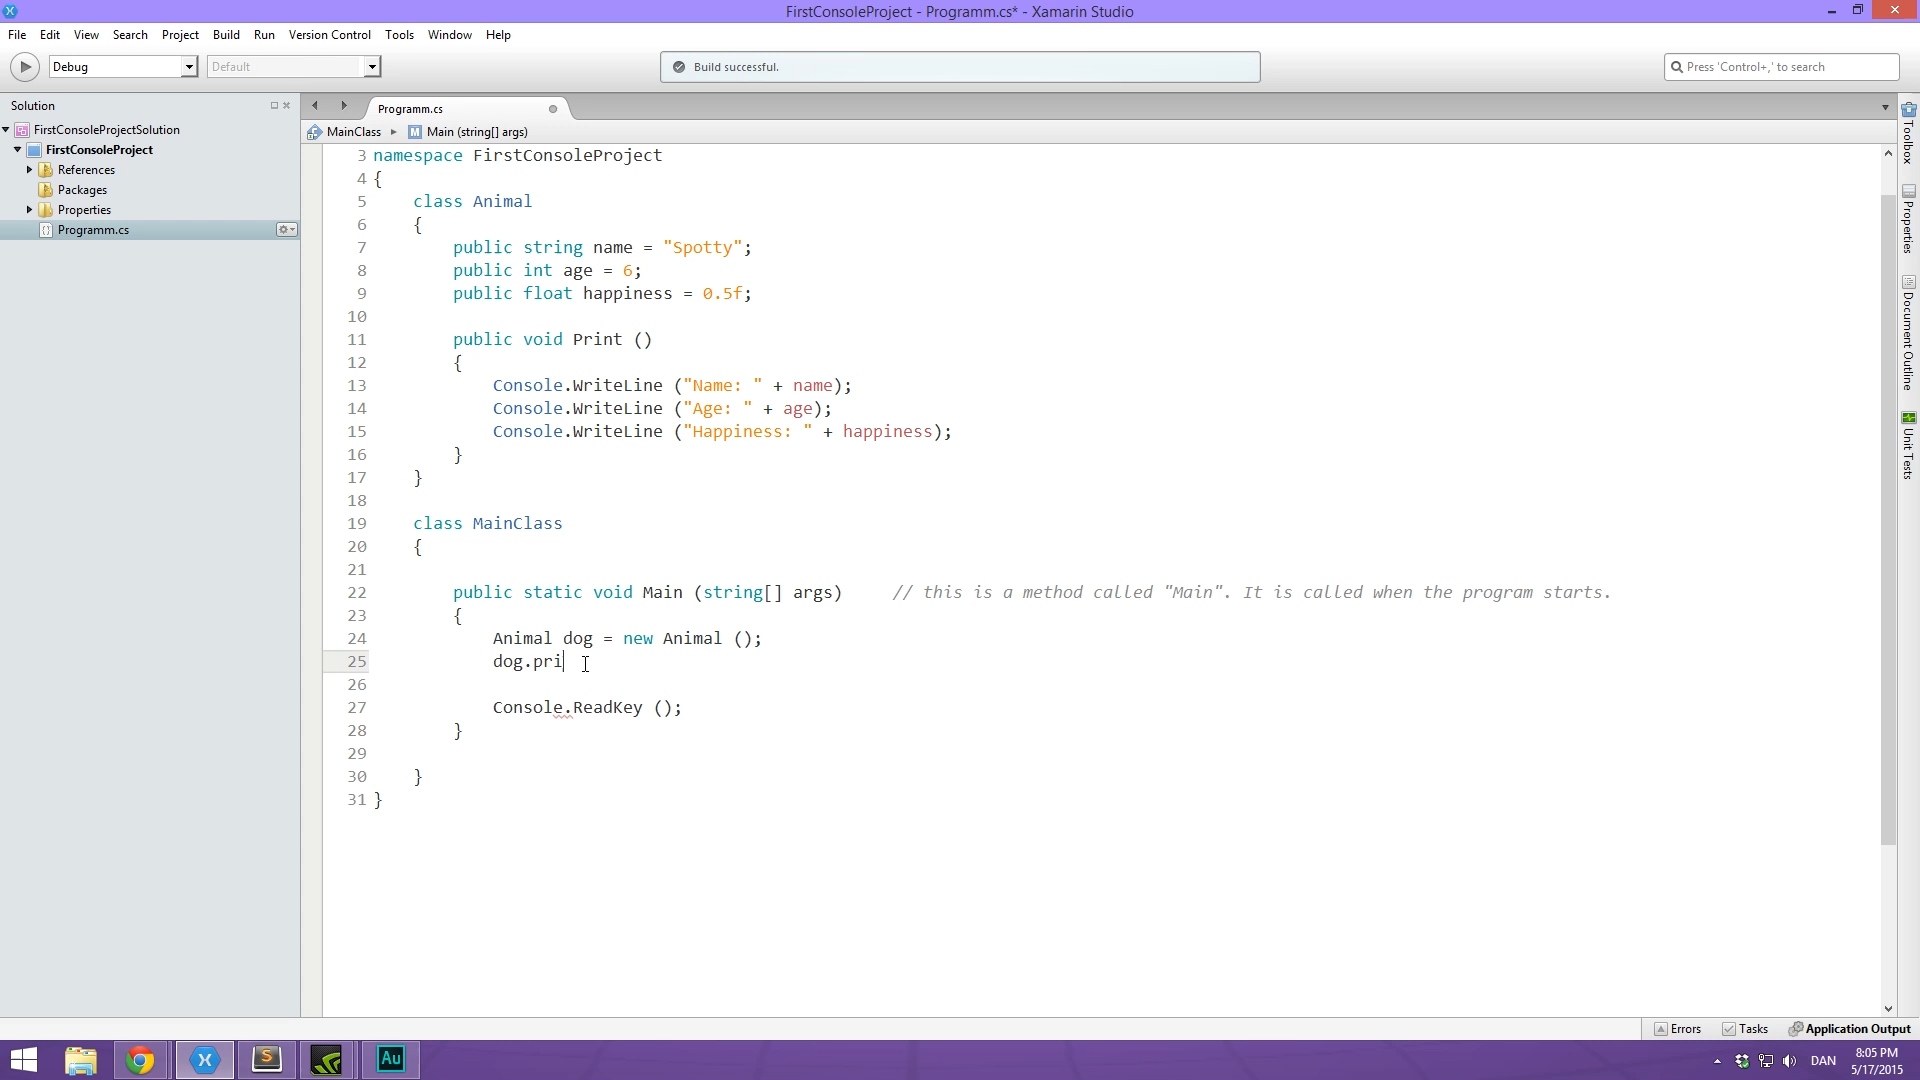 FirstConsoleProject - Programm.cs* - Xamarin Studio
File Edit View Search Project Build Run Version Control Tools Window Help
Debug Default Build successful. Press 'Control+,' to search
Solution
FirstConsoleProjectSolution
FirstConsoleProject
References
Packages
Properties
Programm.cs
Programm.cs
MainClass Main (string[] args)
3 namespace FirstConsoleProject
4 {
5 class Animal
6 {
7 public string name = "Spotty";
8 public int age = 6;
9 public float happiness = 0.5f;
10
11 public void Print ()
12 {
13 Console.WriteLine ("Name: " + name);
14 Console.WriteLine ("Age: " + age);
15 Console.WriteLine ("Happiness: " + happiness);
16 }
17 }
18
19 class MainClass
20 {
21
22 public static void Main (string[] args) // this is a method called "Main". It is called when the program starts.
23 {
24 Animal dog = new Animal ();
25 dog.pri
26
27 Console.ReadKey ();
28 }
29
30 }
31 }
Toolbox
Properties
Document Outline
Unit Tests
Errors Tasks Application Output
S
Au
DAN
8:05 PM
5/17/2015